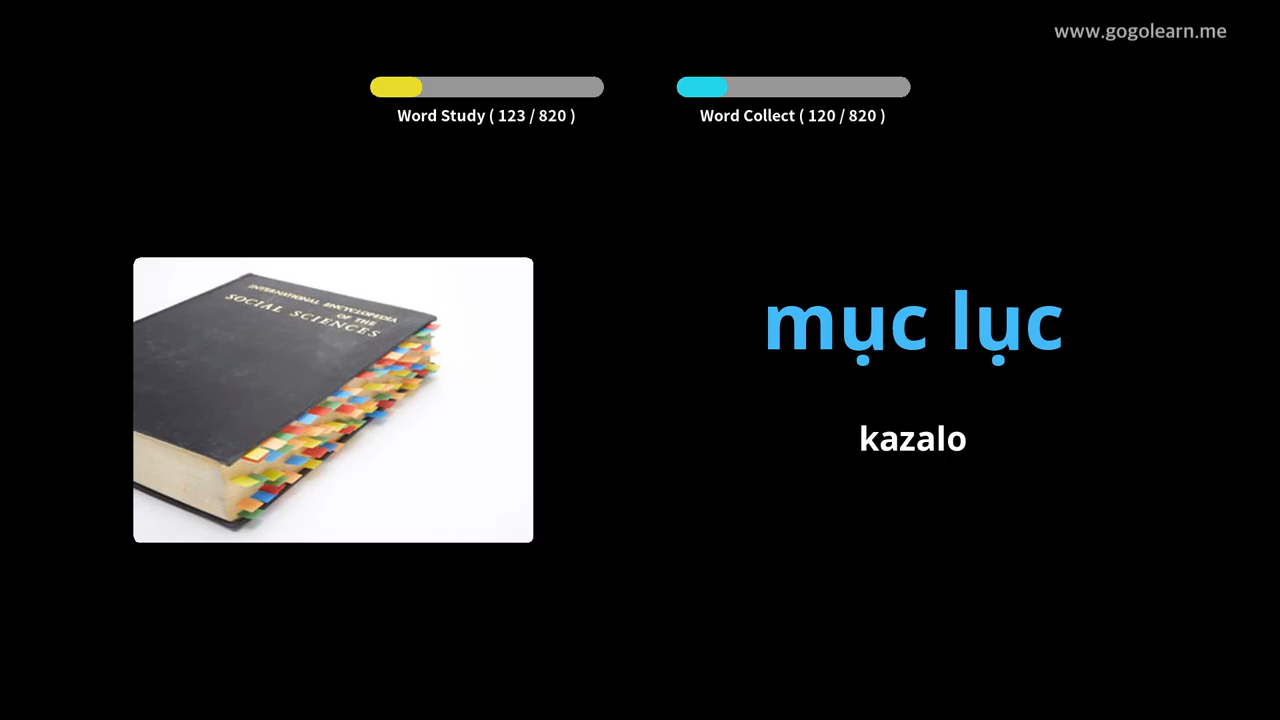 www.gogolearn.me
Word Study ( 123 / 820 )
Word Collect ( 120 / 820 )
INTERNATIONAL ENCYCLOPEDIA
OF THE
SOCIAL SCIENCES
mục lục
kazalo